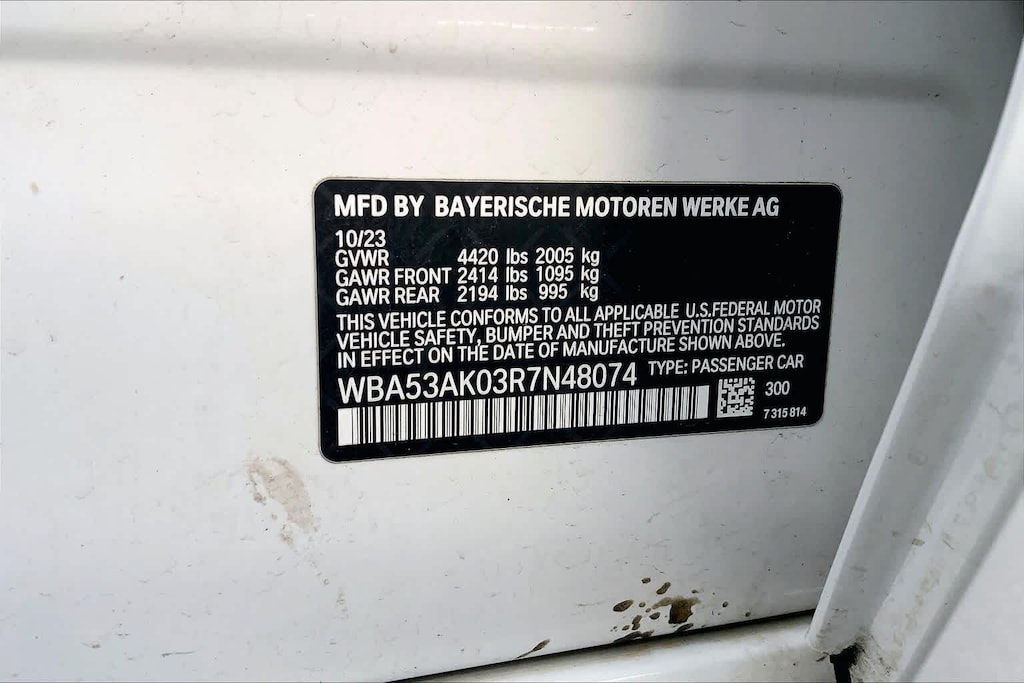 MFD BY BAYERISCHE MOTOREN WERKE AG
10/23
GVWR 4420 lbs 2005 kg
GAWR FRONT 2414 lbs 1095 kg
GAWR REAR 2194 lbs 995 kg
THIS VEHICLE CONFORMS TO ALL APPLICABLE U.S.FEDERAL MOTOR
VEHICLE SAFETY, BUMPER AND THEFT PREVENTION STANDARDS
IN EFFECT ON THE DATE OF MANUFACTURE SHOWN ABOVE.
WBA53AK03R7N48074 TYPE: PASSENGER CAR
300
7 315 814